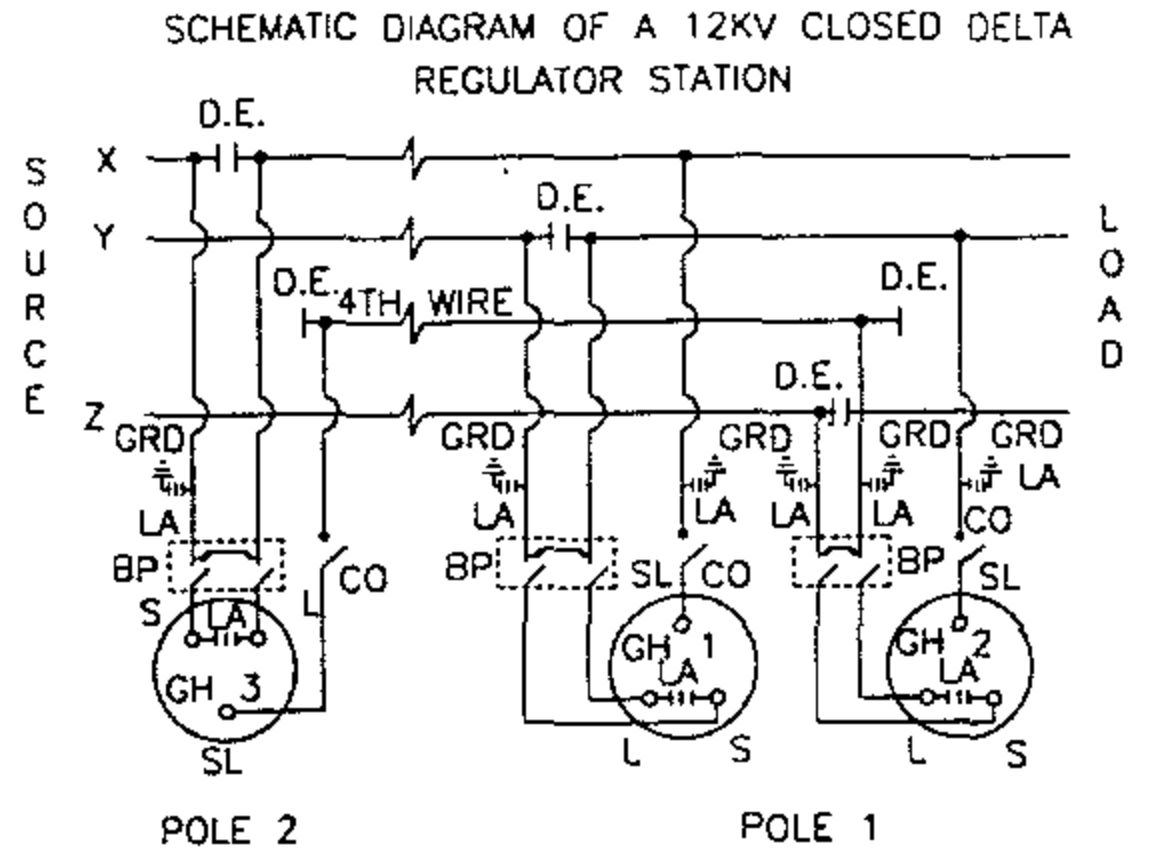 SCHEMATIC DIAGRAM OF A 12KV CLOSED DELTA
REGULATOR STATION
D.E.
X
SOURCE
Y
D.E.
LOAD
D.E.
4TH WIRE
D.E.
Z
D.E.
GRD
GRD
GRD
GRD
GRD
LA
LA
LA
LA
LA
LA
BP
CO
BP
SL
CO
BP
CO
SL
S
LA
L
GH
3
GH
1
LA
GH
2
LA
SL
L
S
L
S
POLE 2
POLE 1